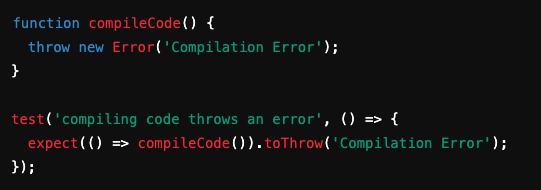 function compileCode() {
  throw new Error('Compilation Error');
}

test('compiling code throws an error', () => {
  expect(() => compileCode()).toThrow('Compilation Error');
});